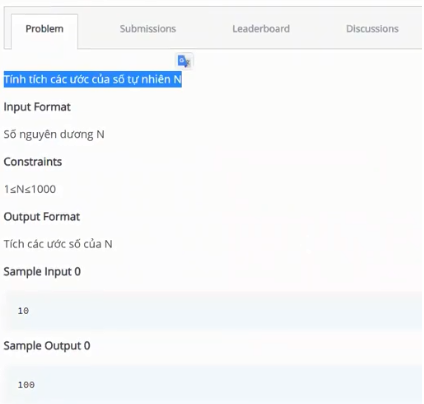 Problem
Submissions
Leaderboard
Discussions
Tính tích các ước của số tự nhiên N
Input Format
Số nguyên dương N
Constraints
1≤N≤1000
Output Format
Tích các ước số của N
Sample Input 0
10
Sample Output 0
100